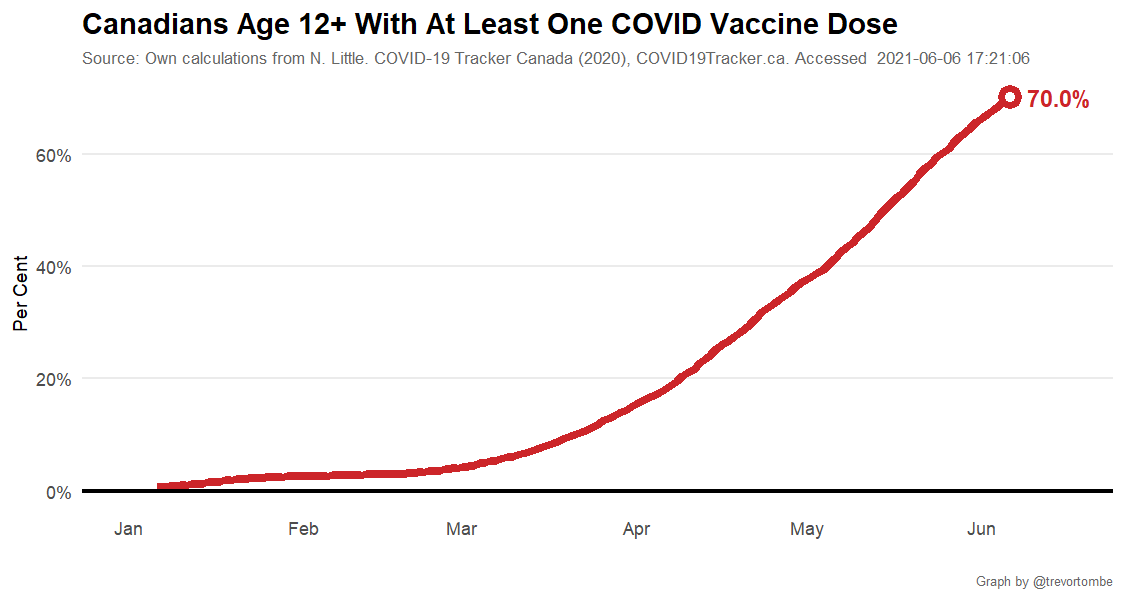 Canadians Age 12+ With At Least One COVID Vaccine Dose
Source: Own calculations from N. Little. COVID-19 Tracker Canada (2020), COVID19Tracker.ca. Accessed  2021-06-06 17:21:06
70.0%
60%
40%
20%
0%
Per Cent
Jan Feb Mar Apr May Jun
Graph by @trevortombe